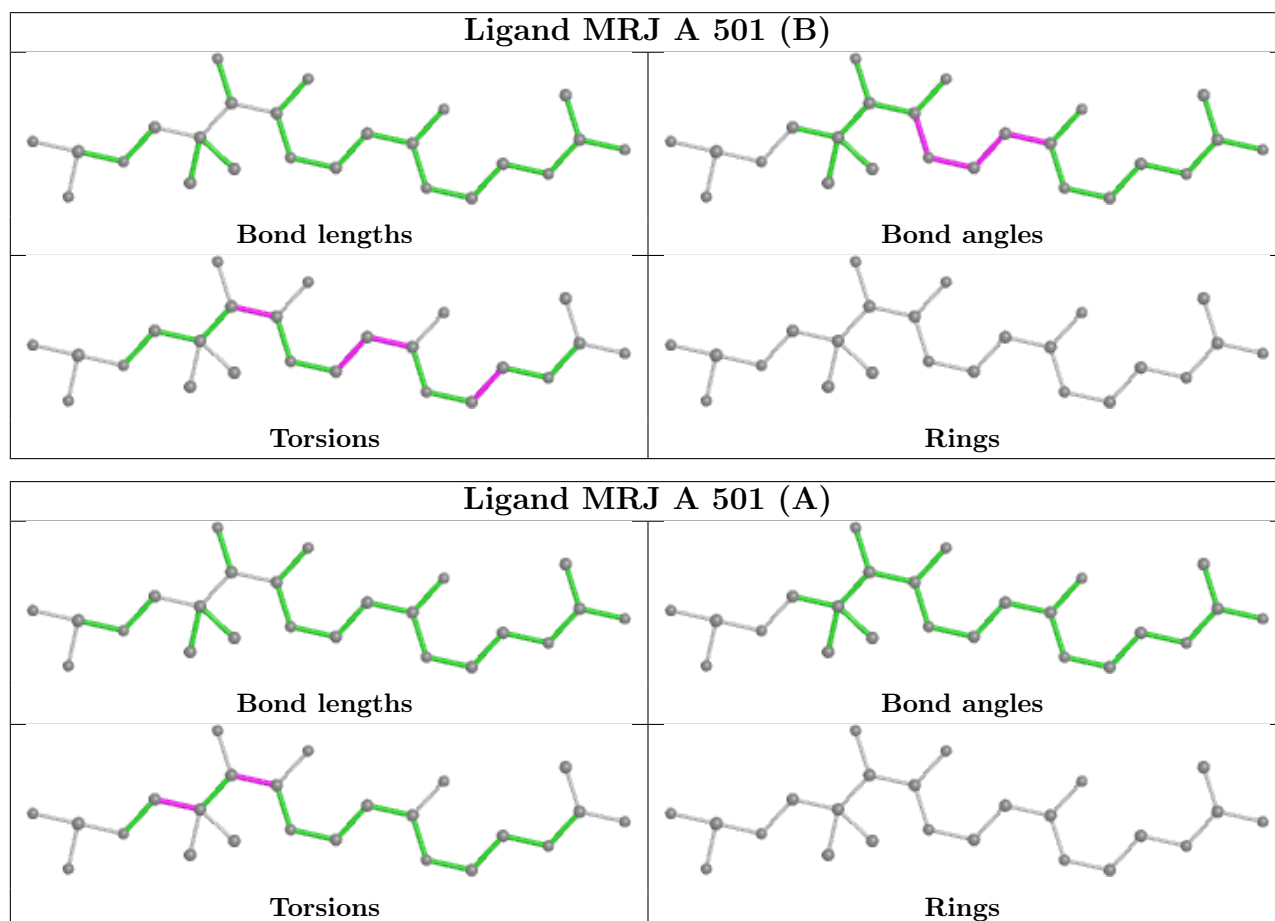 Ligand MRJ A 501 (B)
Bond lengths
Bond angles
Torsions
Rings
Ligand MRJ A 501 (A)
Bond lengths
Bond angles
Torsions
Rings